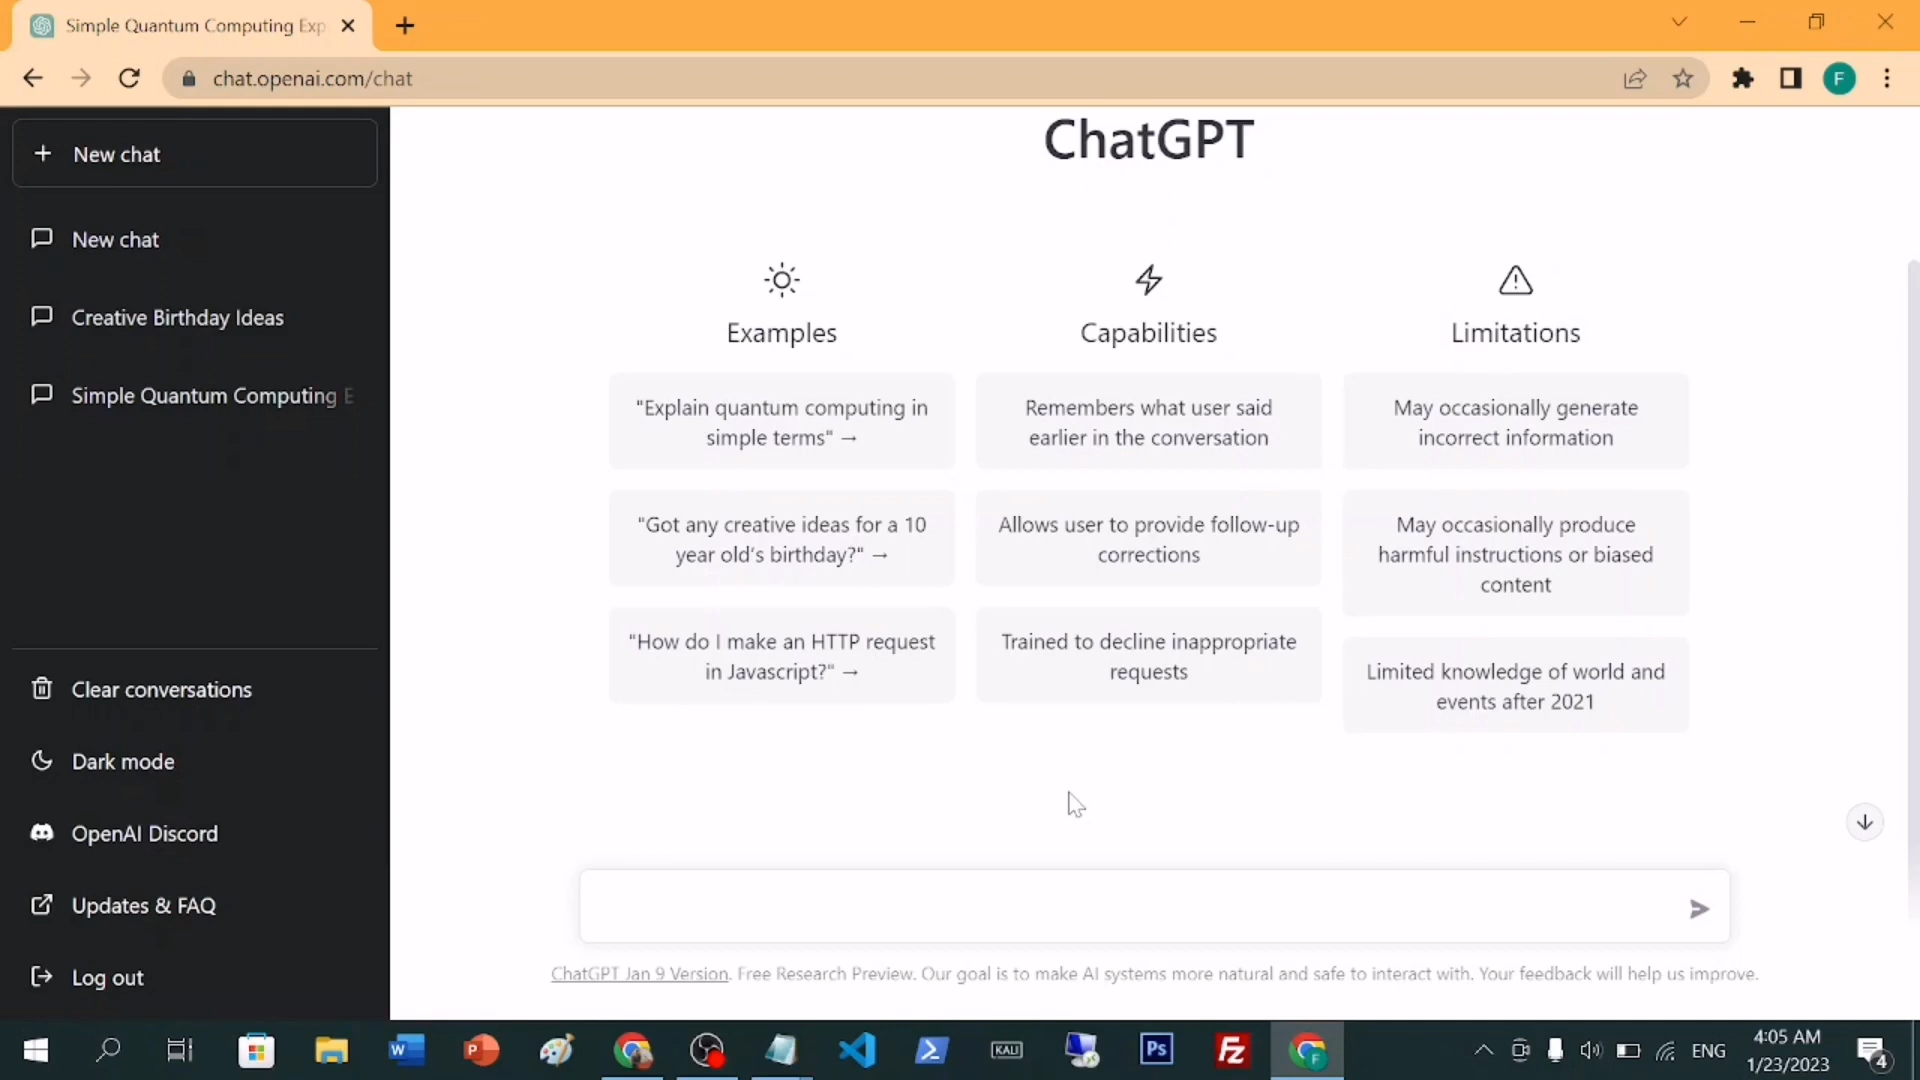 Simple Quantum Computing Exp
chat.openai.com/chat
F
New chat
New chat
Creative Birthday Ideas
Simple Quantum Computing E
Clear conversations
Dark mode
OpenAI Discord
Updates & FAQ
Log out
ChatGPT
Examples
"Explain quantum computing in
simple terms" →
"Got any creative ideas for a 10
year old's birthday?" →
"How do I make an HTTP request
in Javascript?" →
Capabilities
Remembers what user said
earlier in the conversation
Allows user to provide follow-up
corrections
Trained to decline inappropriate
requests
Limitations
May occasionally generate
incorrect information
May occasionally produce
harmful instructions or biased
content
Limited knowledge of world and
events after 2021
ChatGPT Jan 9 Version. Free Research Preview. Our goal is to make AI systems more natural and safe to interact with. Your feedback will help us improve.
W
P
KALI
Ps
Fz
F
ENG
4:05 AM
1/23/2023
4